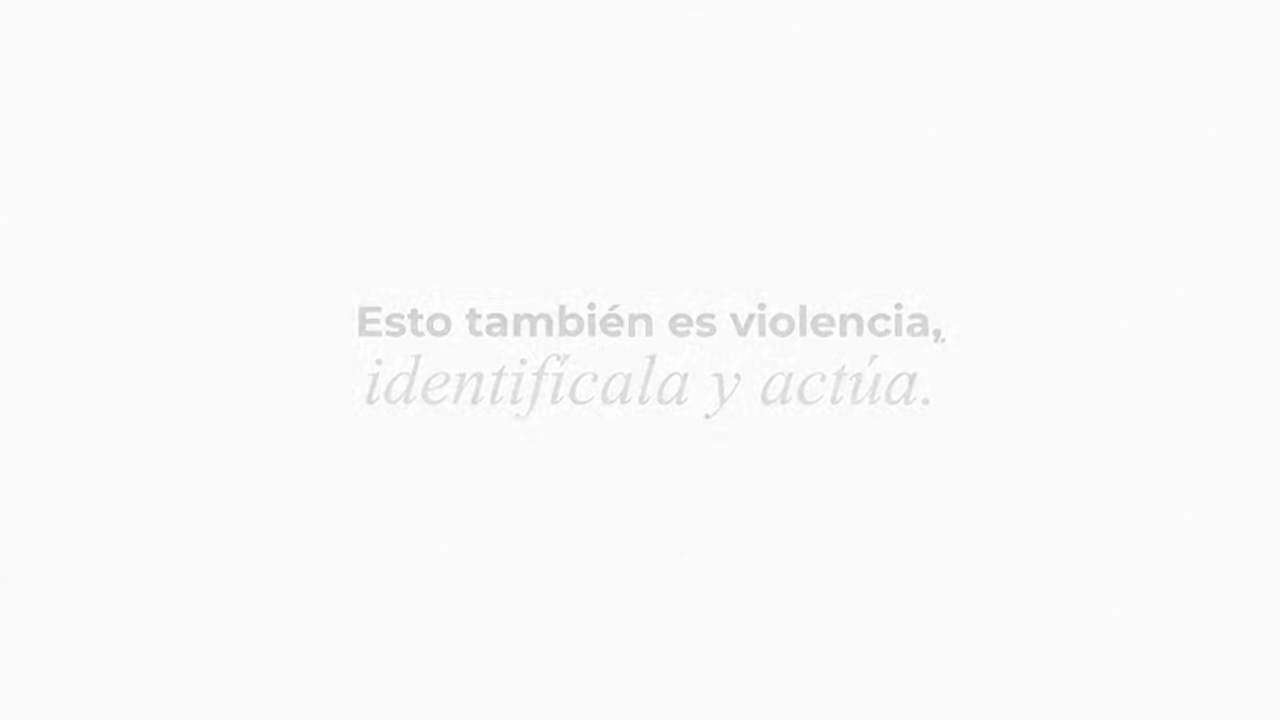 Esto también es violencia,
identifícala y actúa.